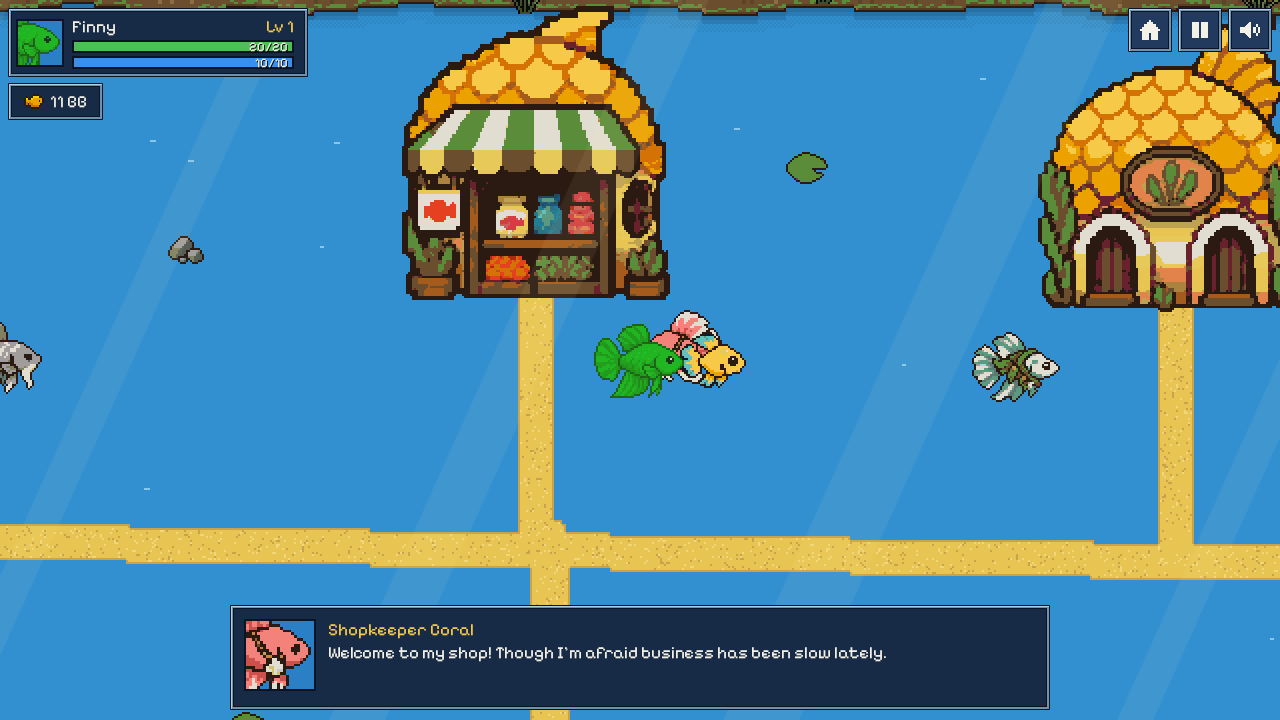 Finny Lv 1
20/20
10/10
1188
Shopkeeper Coral
Welcome to my shop! Though I'm afraid business has been slow lately.